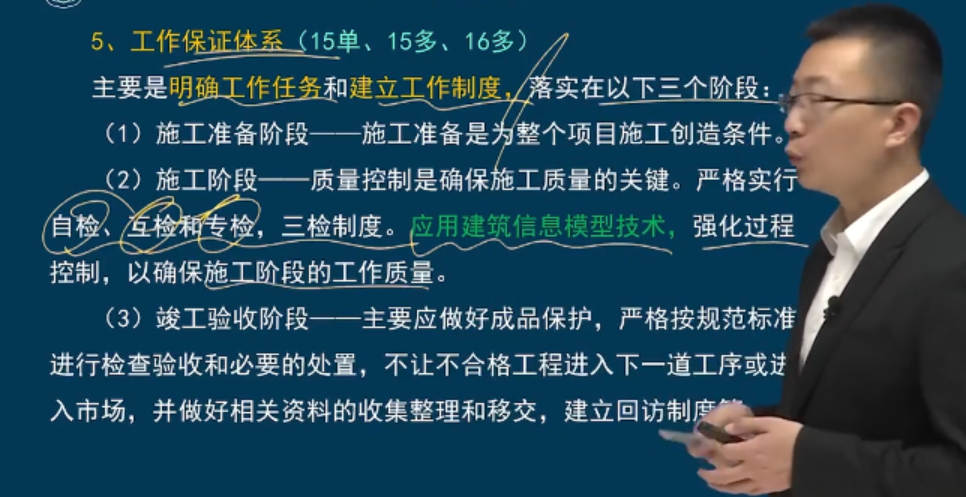 5、工作保证体系（15单、15多、16多）
主要是明确工作任务和建立工作制度，落实在以下三个阶段：
（1）施工准备阶段——施工准备是为整个项目施工创造条件。
（2）施工阶段——质量控制是确保施工质量的关键。严格实行
自检、互检和专检，三检制度。应用建筑信息模型技术，强化过程
控制，以确保施工阶段的工作质量。
（3）竣工验收阶段——主要应做好成品保护，严格按规范标准
进行检查验收和必要的处置，不让不合格工程进入下一道工序或进
入市场，并做好相关资料的收集整理和移交，建立回访制度